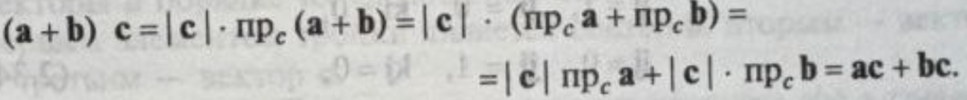 (a + b) c = | c | · пр_c (a + b) = | c | · (пр_c a + пр_c b) =
= | c | пр_c a + | c | · пр_c b = ac + bc.